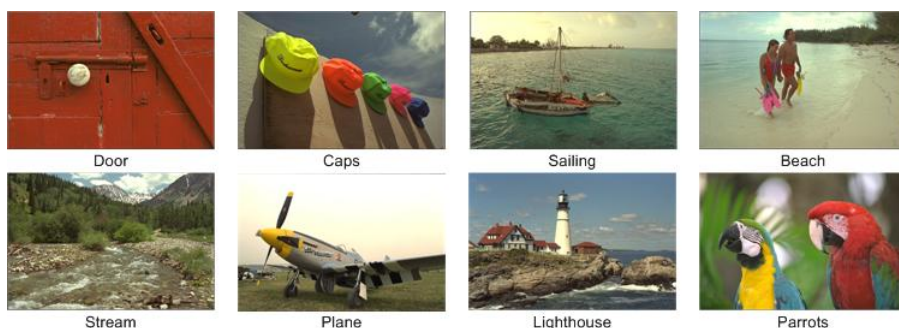 Door
Caps
Sailing
Beach
Stream
Plane
Lighthouse
Parrots